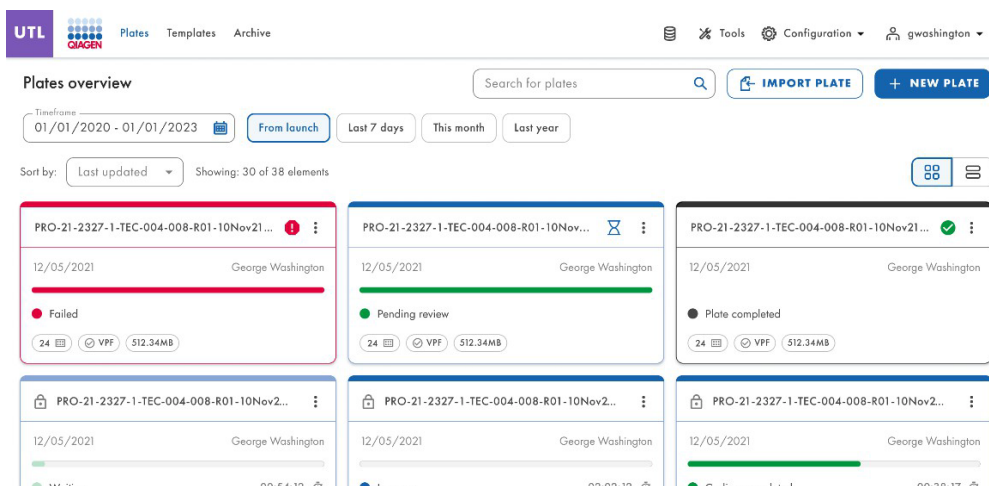 UTL QIAGEN Plates Templates Archive Tools Configuration gwashington
Plates overview Search for plates IMPORT PLATE + NEW PLATE
Timeframe
01/01/2020 - 01/01/2023 From launch Last 7 days This month Last year
Sort by: Last updated Showing: 30 of 38 elements
PRO-21-2327-1-TEC-004-008-R01-10Nov21... PRO-21-2327-1-TEC-004-008-R01-10Nov... PRO-21-2327-1-TEC-004-008-R01-10Nov21...
12/05/2021 George Washington 12/05/2021 George Washington 12/05/2021 George Washington
Failed Pending review Plate completed
24 VPF 512.34MB 24 VPF 512.34MB 24 VPF 512.34MB
PRO-21-2327-1-TEC-004-008-R01-10Nov2... PRO-21-2327-1-TEC-004-008-R01-10Nov2... PRO-21-2327-1-TEC-004-008-R01-10Nov2...
12/05/2021 George Washington 12/05/2021 George Washington 12/05/2021 George Washington